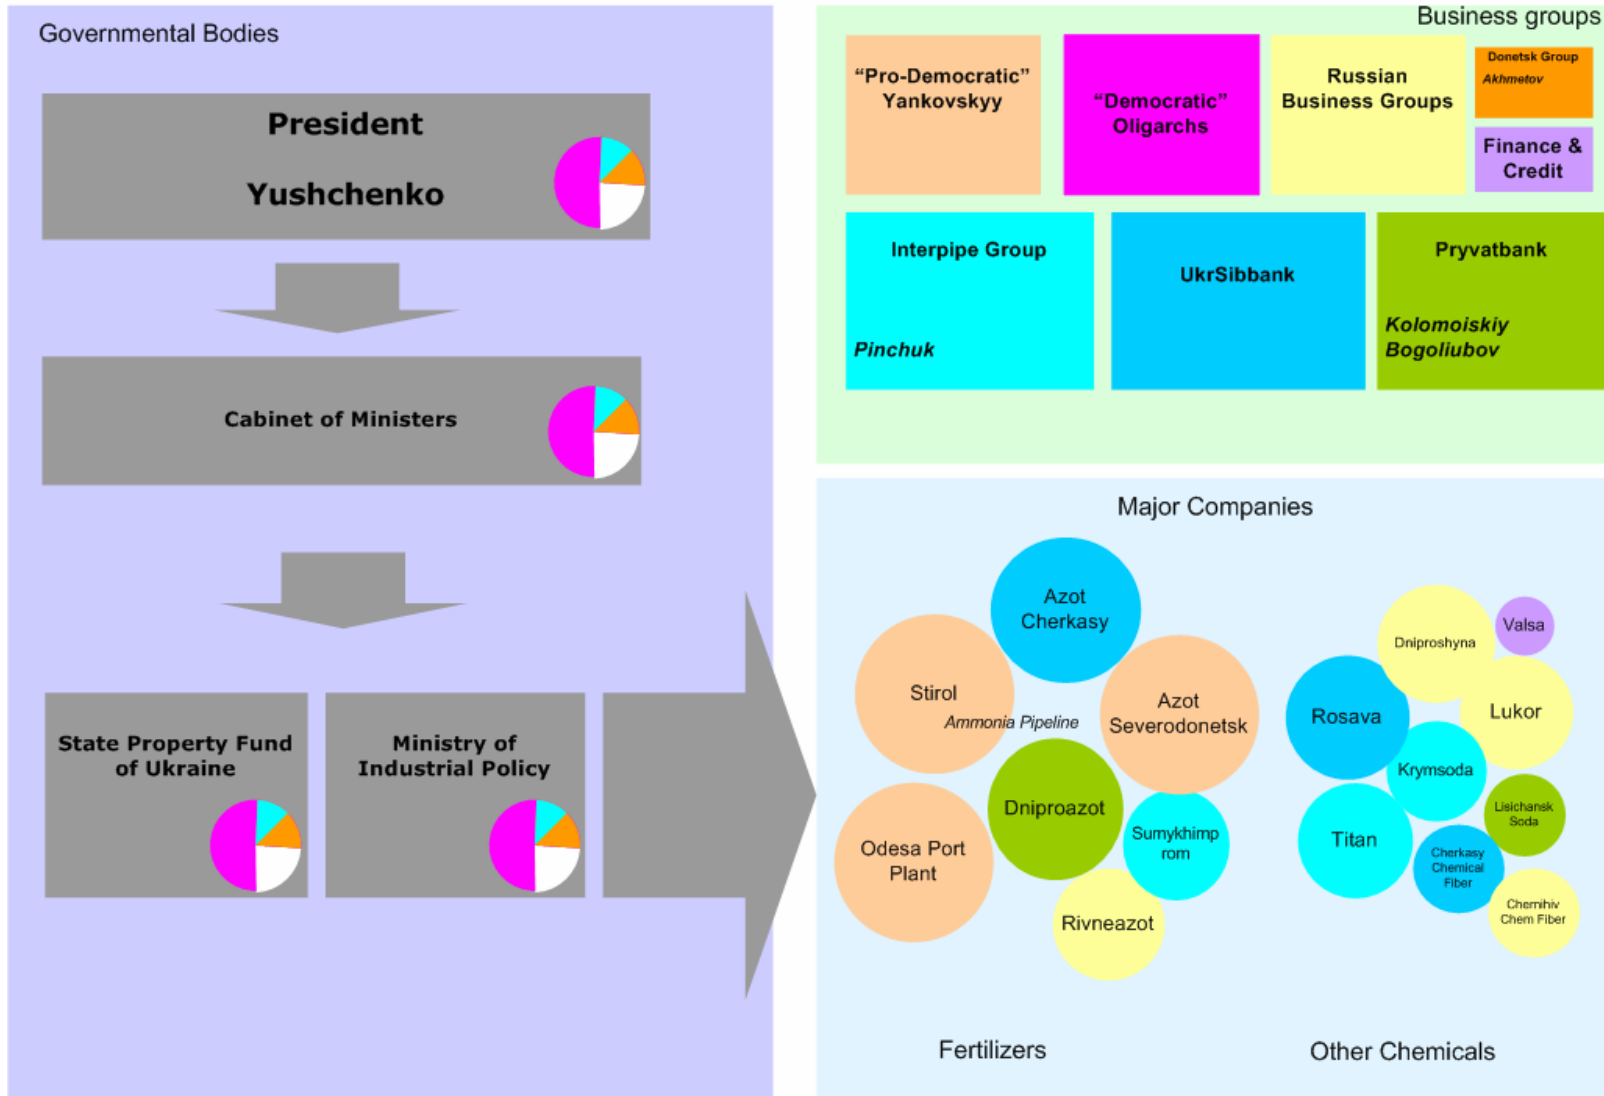 Governmental Bodies
President
Yushchenko
Cabinet of Ministers
State Property Fund
of Ukraine
Ministry of
Industrial Policy
Business groups
“Pro-Democratic”
Yankovskyy
“Democratic”
Oligarchs
Russian
Business Groups
Donetsk Group
Akhmetov
Finance &
Credit
Interpipe Group
Pinchuk
UkrSibbank
Pryvatbank
Kolomoiskiy
Bogoliubov
Major Companies
Azot
Cherkasy
Stirol
Ammonia Pipeline
Azot
Severodonetsk
Dniproazot
Sumykhimp
rom
Odesa Port
Plant
Rivneazot
Fertilizers
Dniproshyna
Valsa
Rosava
Lukor
Krymsoda
Titan
Lisichansk
Soda
Cherkasy
Chemical
Fiber
Chernihiv
Chem Fiber
Other Chemicals